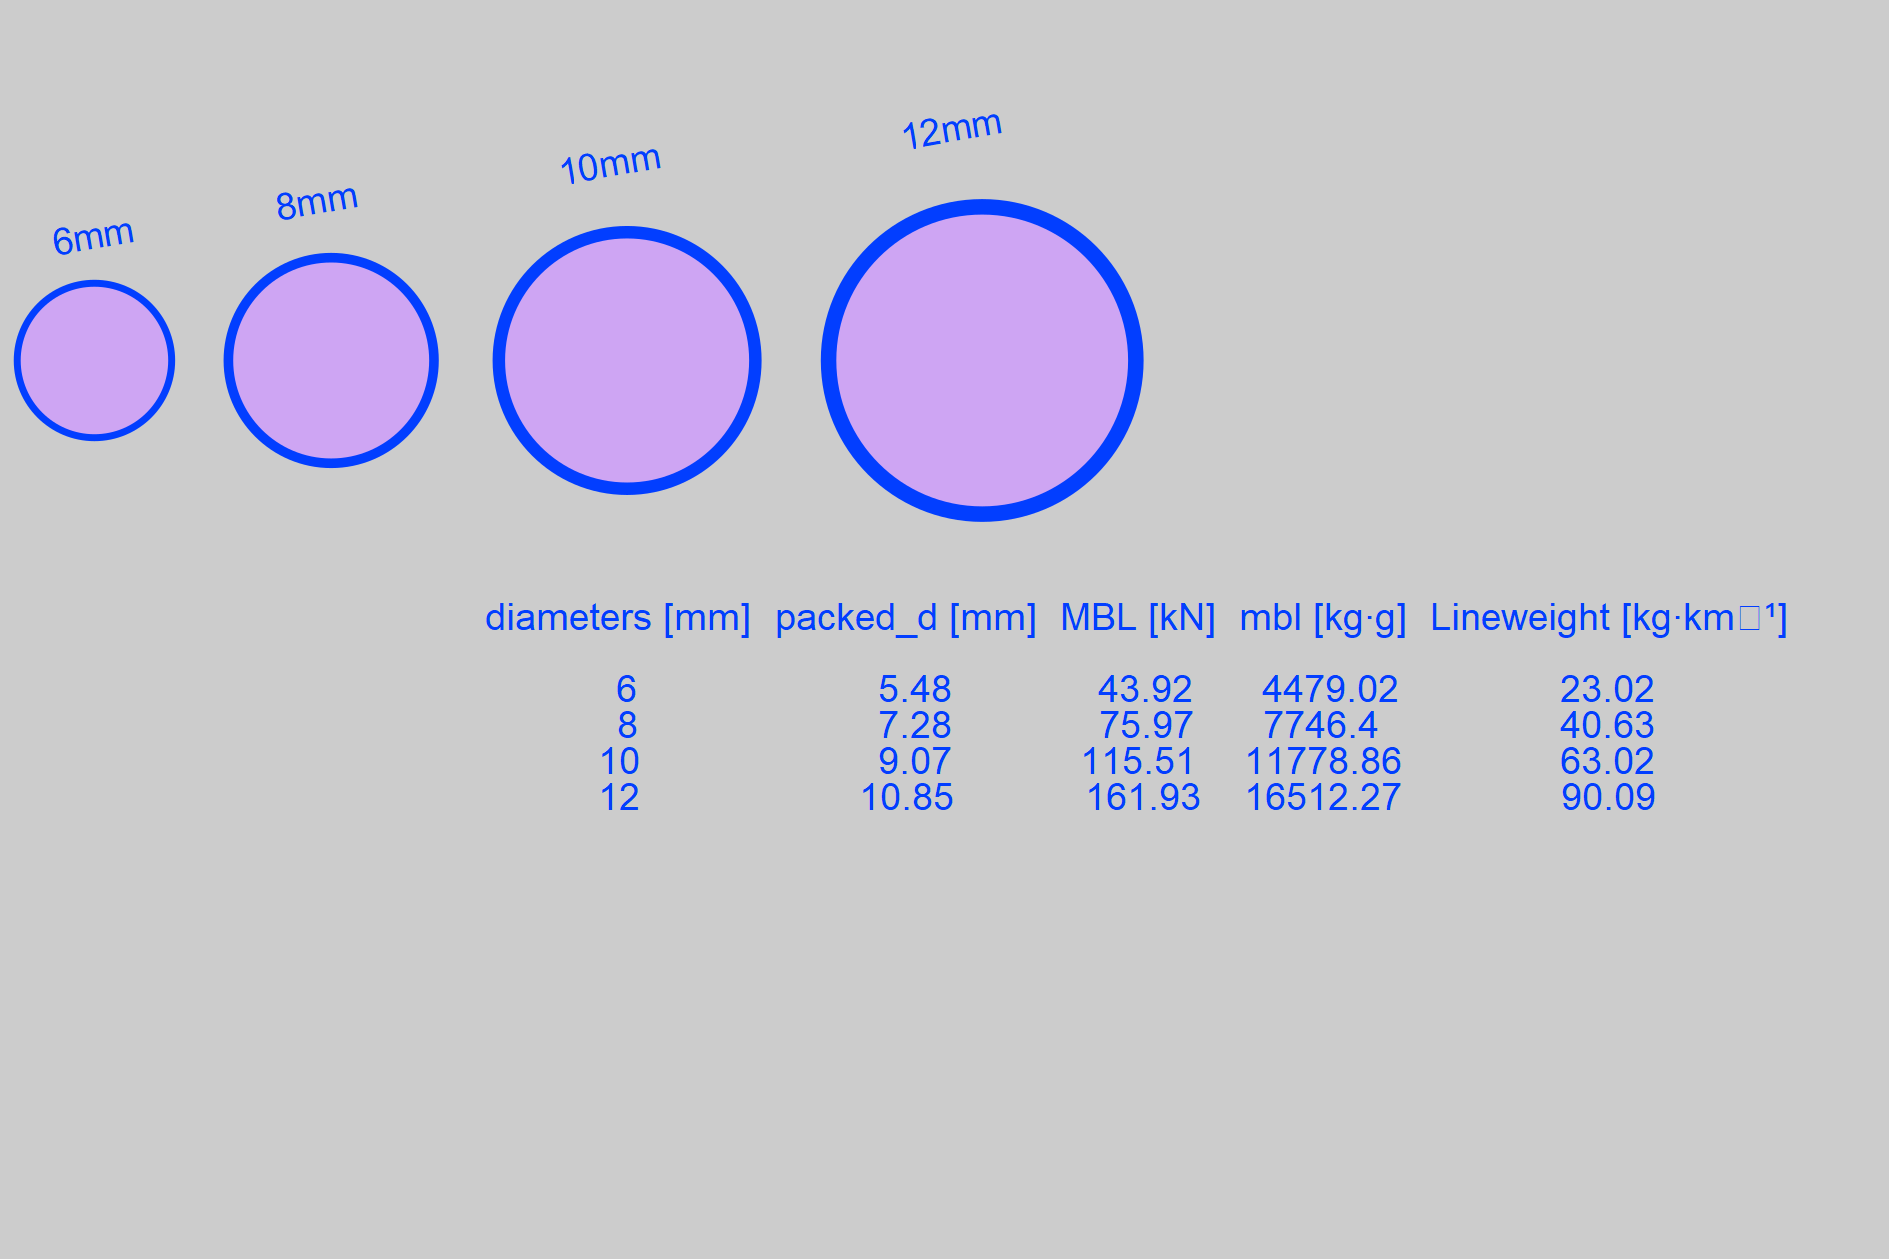 6mm
8mm
10mm
12mm
diameters [mm] packed_d [mm] MBL [kN] mbl [kg·g] Lineweight [kg·km□¹]
6 5.48 43.92 4479.02 23.02
8 7.28 75.97 7746.4 40.63
10 9.07 115.51 11778.86 63.02
12 10.85 161.93 16512.27 90.09